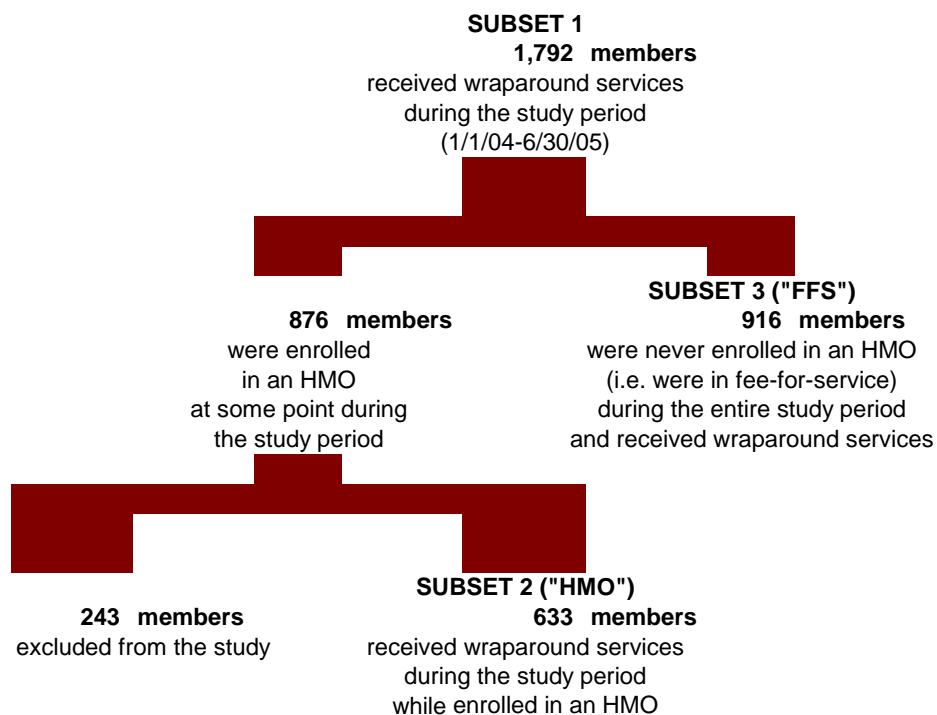 SUBSET 1
1,792 members
received wraparound services
during the study period
(1/1/04-6/30/05)
876 members
were enrolled
in an HMO
at some point during
the study period
SUBSET 3 ("FFS")
916 members
were never enrolled in an HMO
(i.e. were in fee-for-service)
during the entire study period
and received wraparound services
243 members
excluded from the study
SUBSET 2 ("HMO")
633 members
received wraparound services
during the study period
while enrolled in an HMO